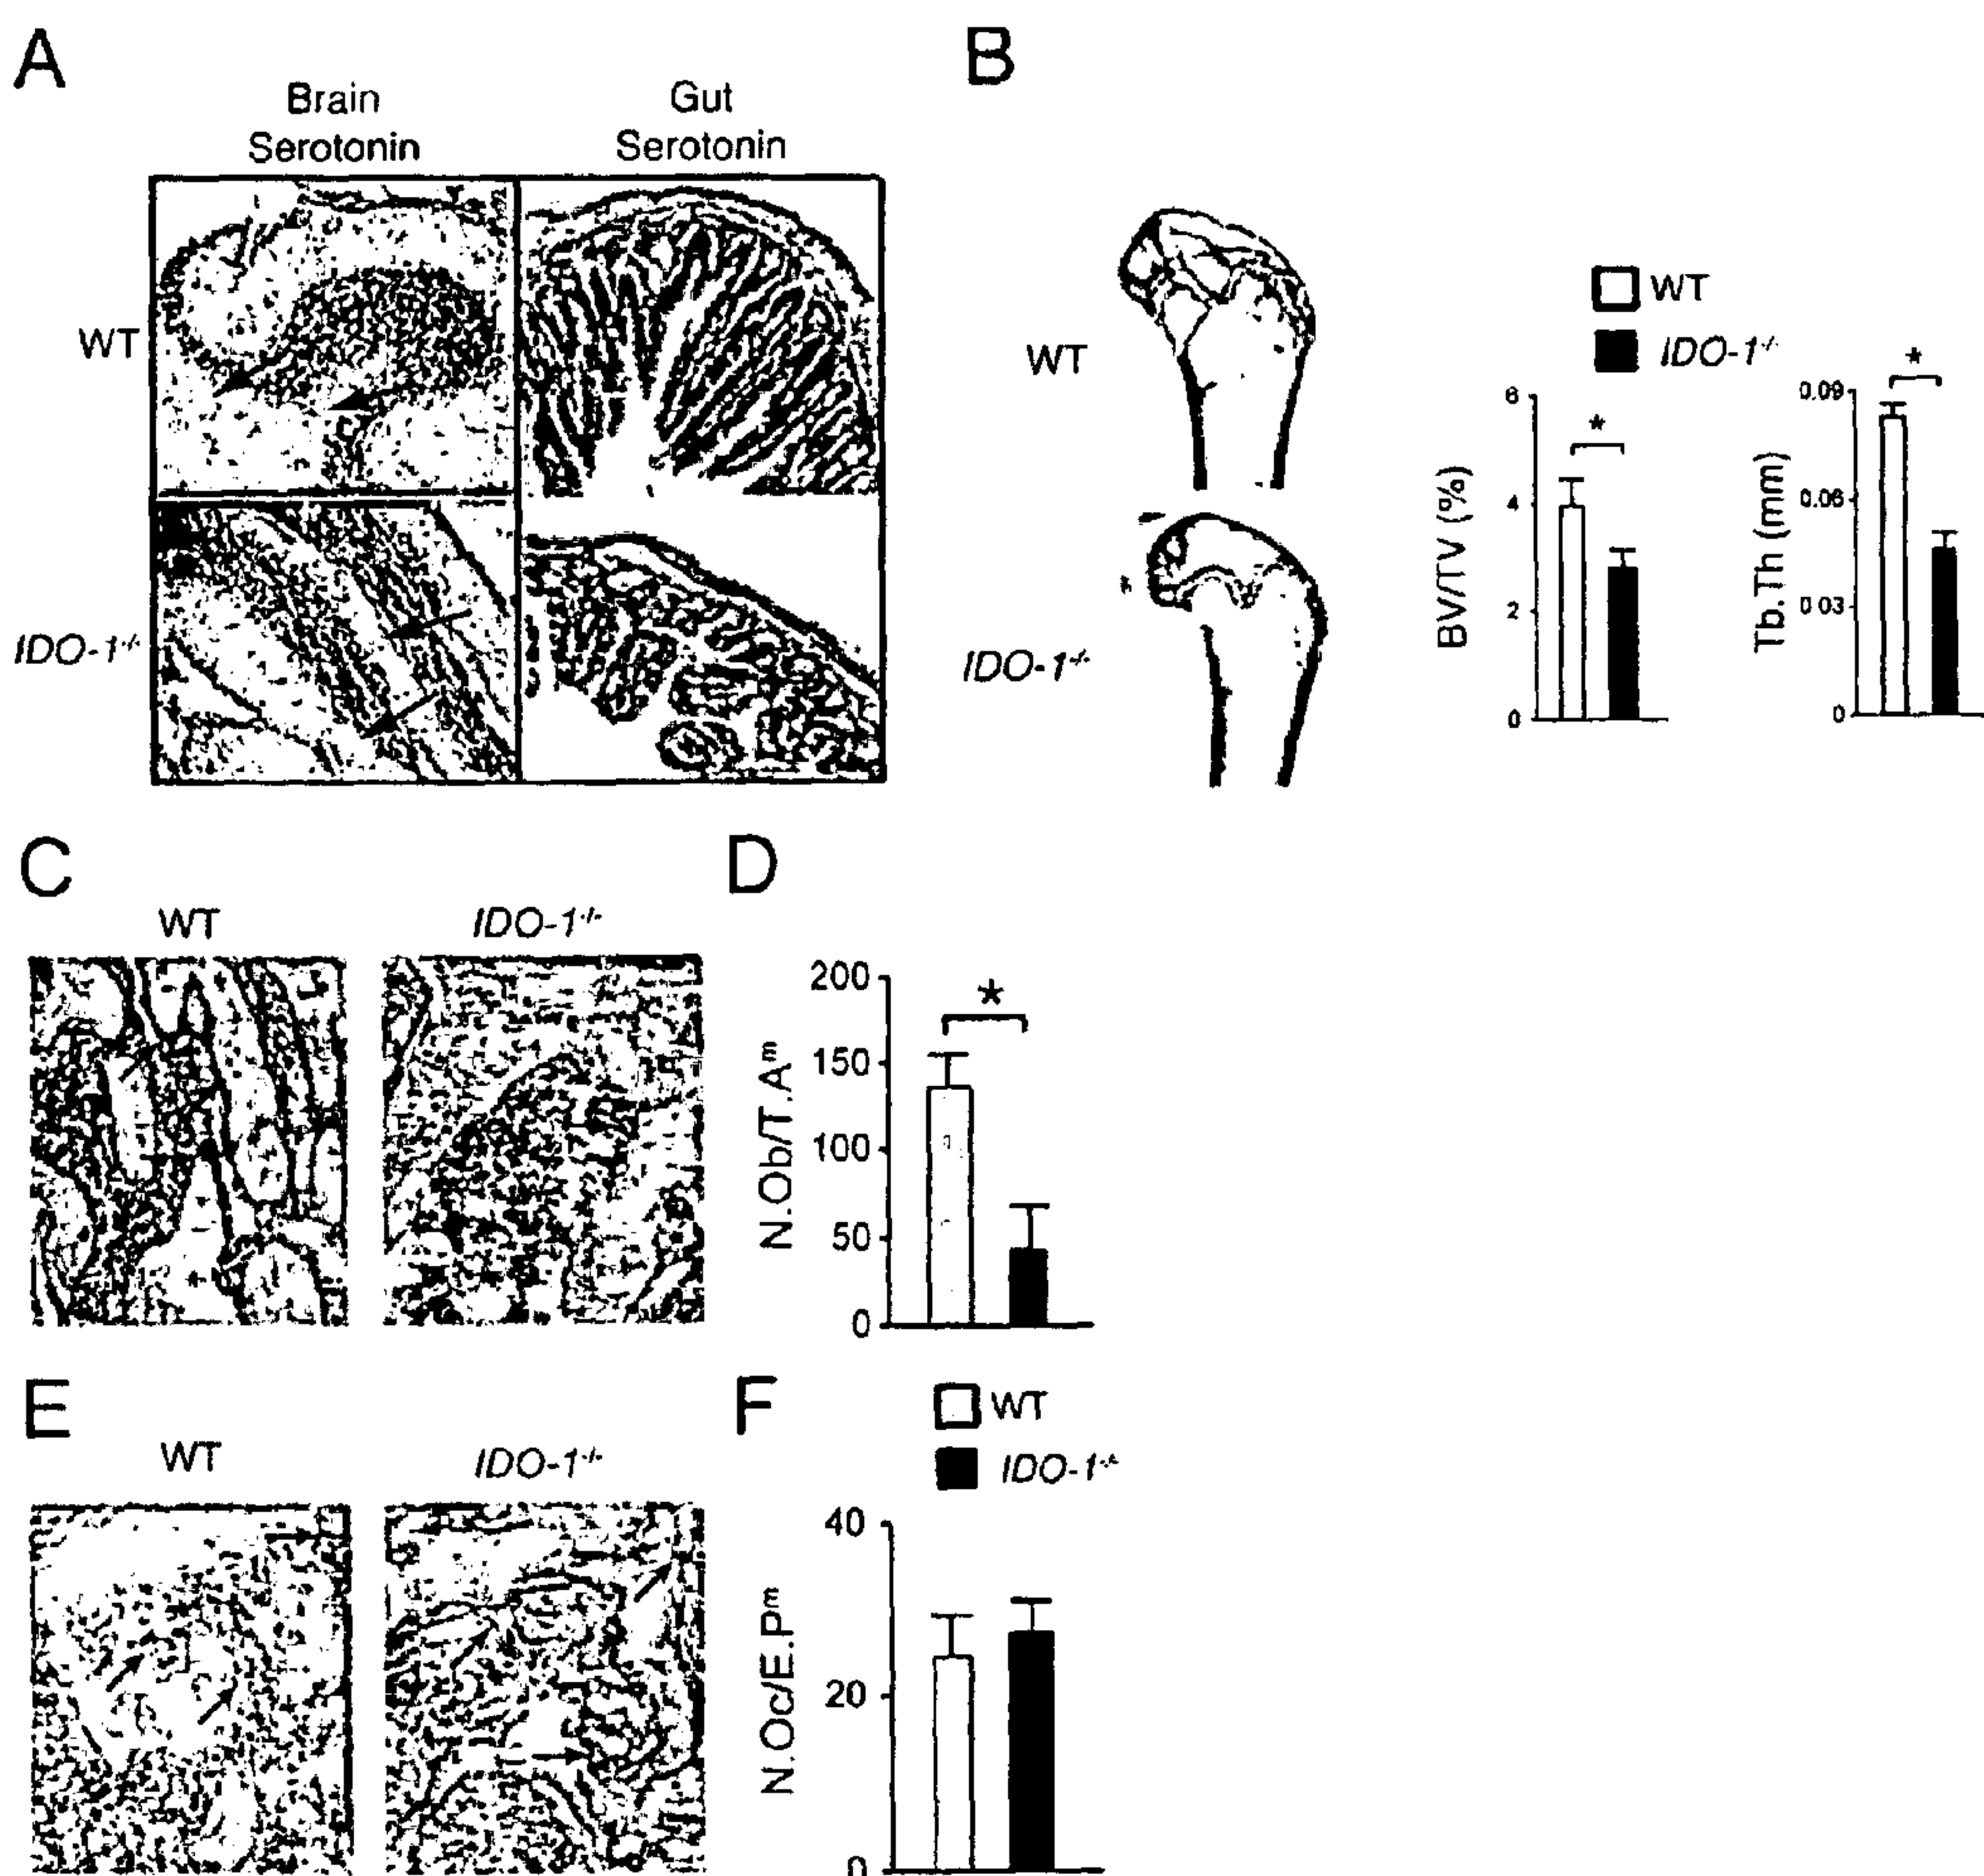 A
Brain
Serotonin
Gut
Serotonin
WT
IDO-1-/-
B
WT
IDO-1-/-
WT
IDO-1-/-
BV/TV (%)
6
4
2
0
*
Tb.Th (mm)
0.09
0.06
0 03
0
*
C
WT
IDO-1-/-
D
N.Ob/T.Am
200
150
100
50
0
*
E
WT
IDO-1-/-
F
WT
IDO-1-/-
N.Oc/E.Pm
40
20
0